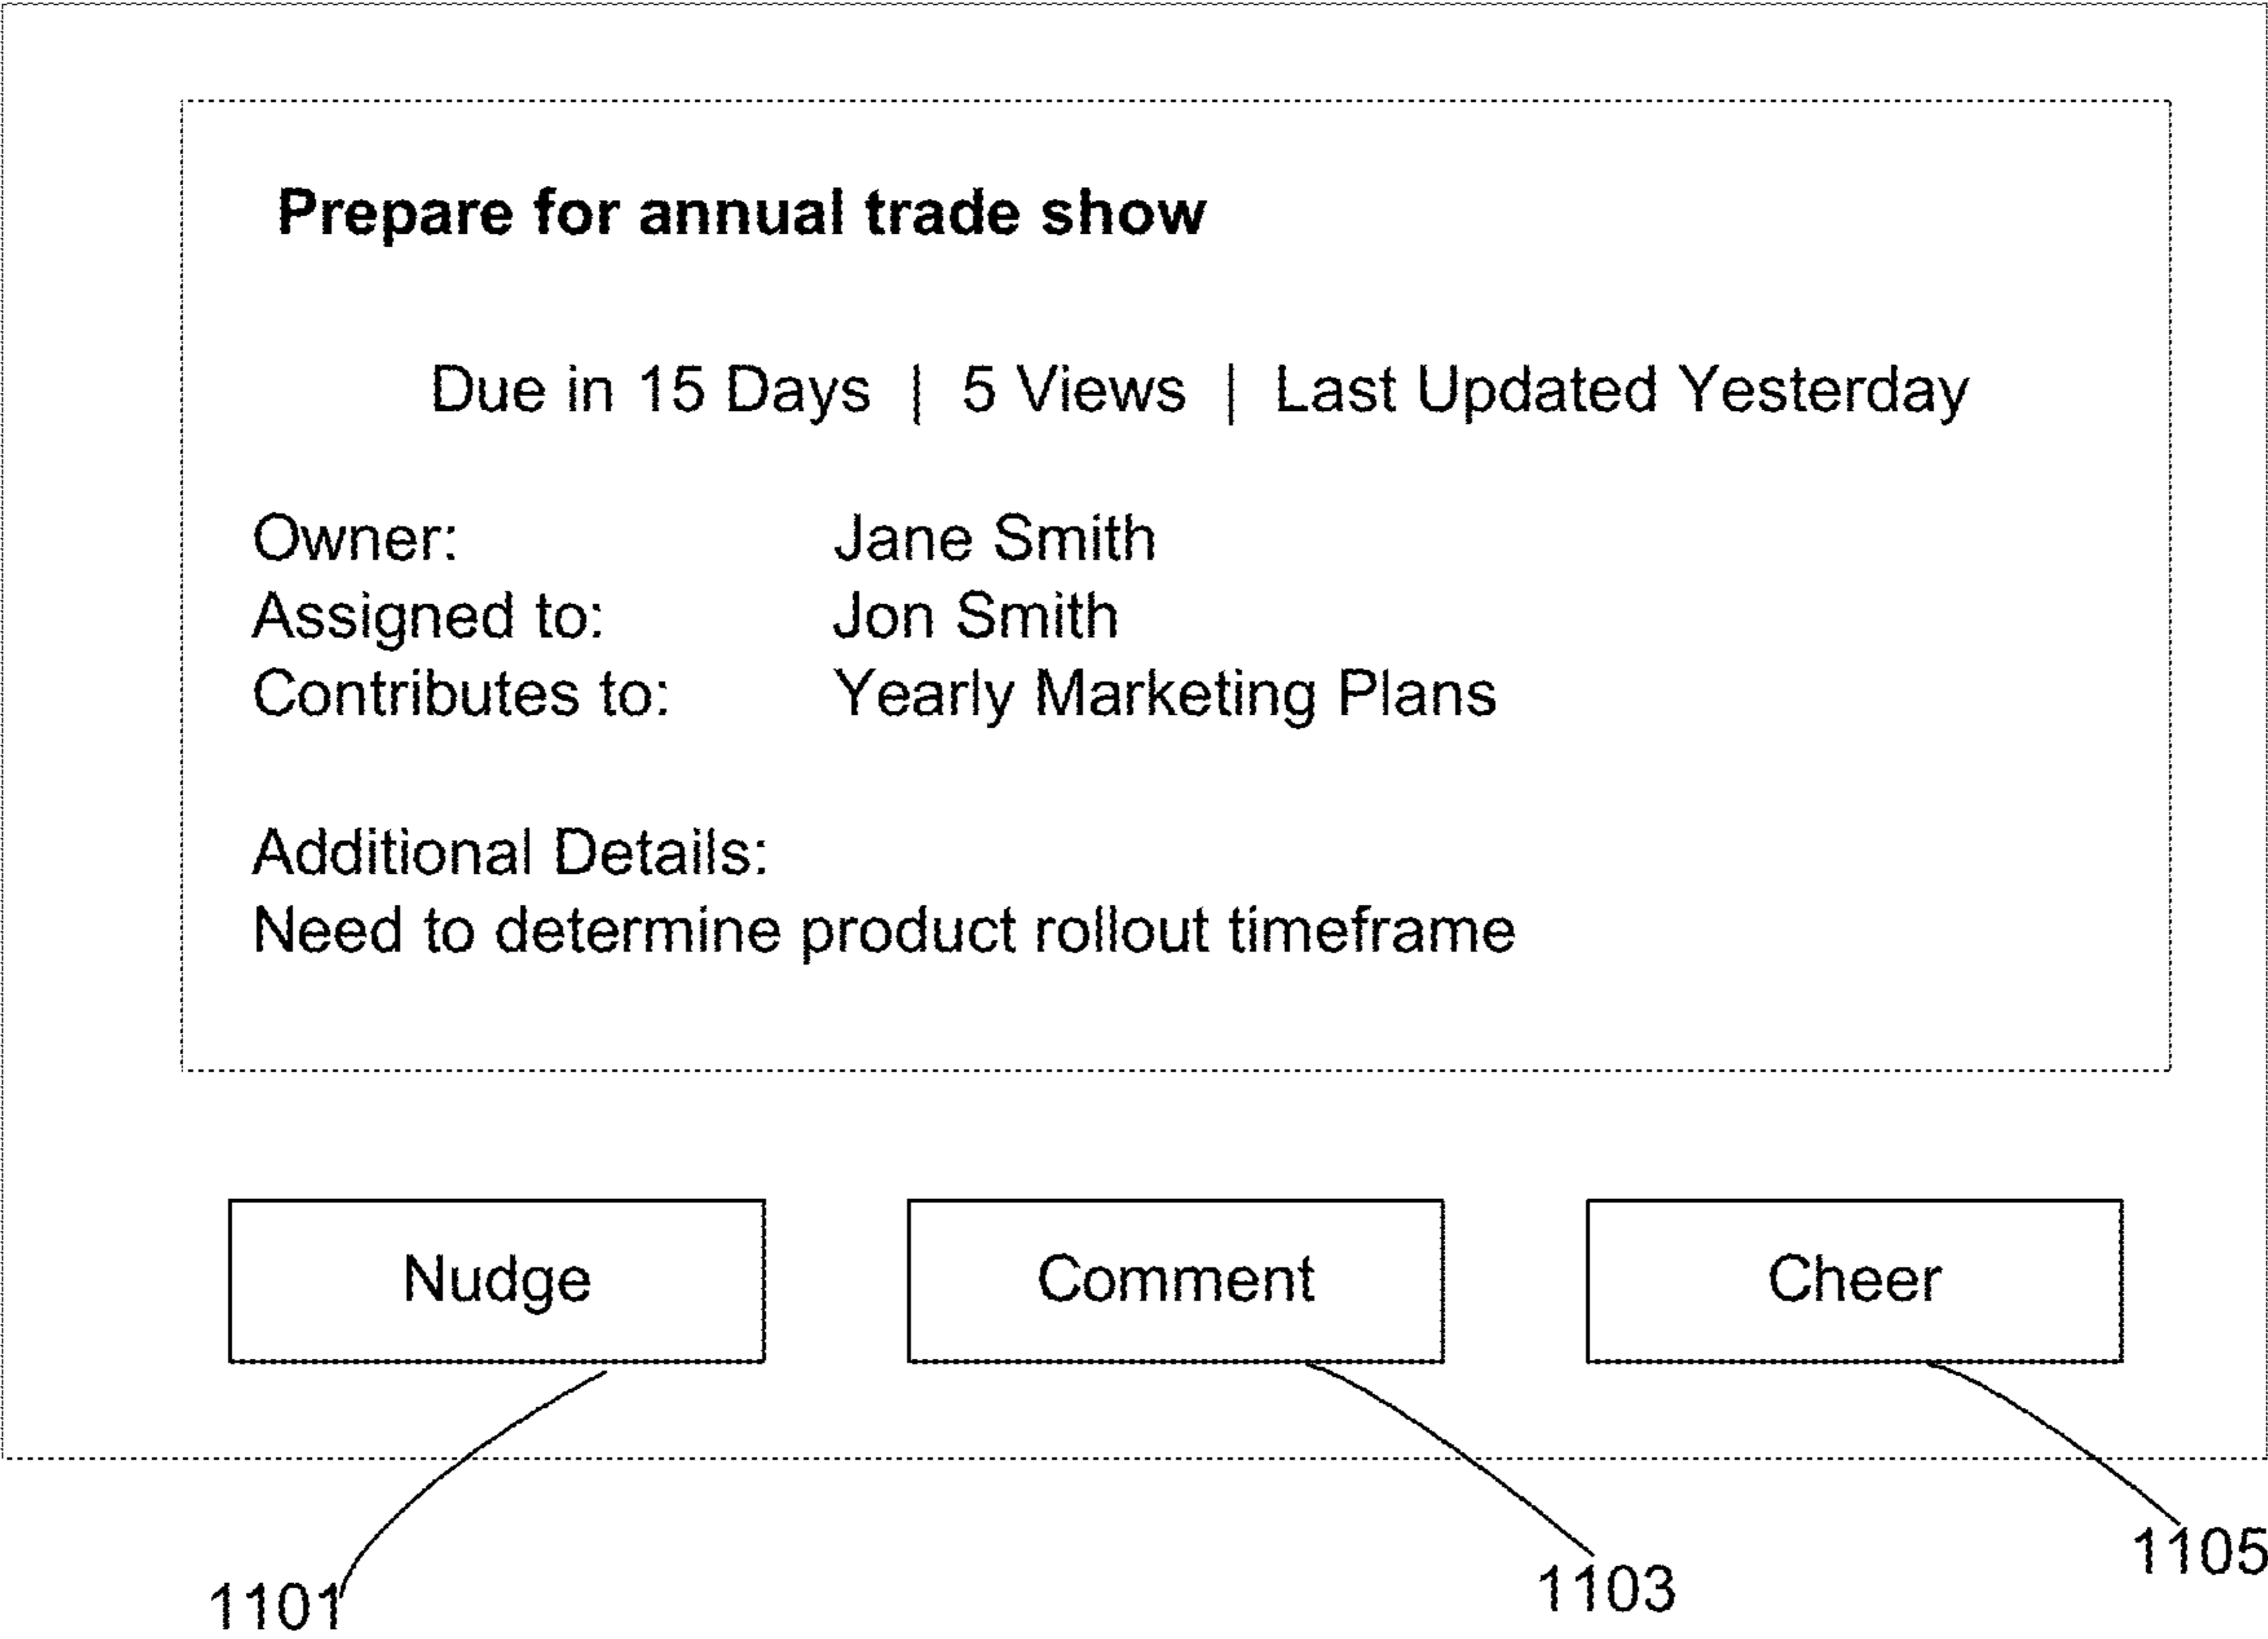 Prepare for annual trade show
Due in 15 Days | 5 Views | Last Updated Yesterday
Owner: Jane Smith
Assigned to: Jon Smith
Contributes to: Yearly Marketing Plans
Additional Details:
Need to determine product rollout timeframe
Nudge Comment Cheer
1101 1103 1105